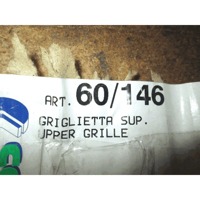 ART. 60/146
GRIGLIETTA SUP.
UPPER GRILLE